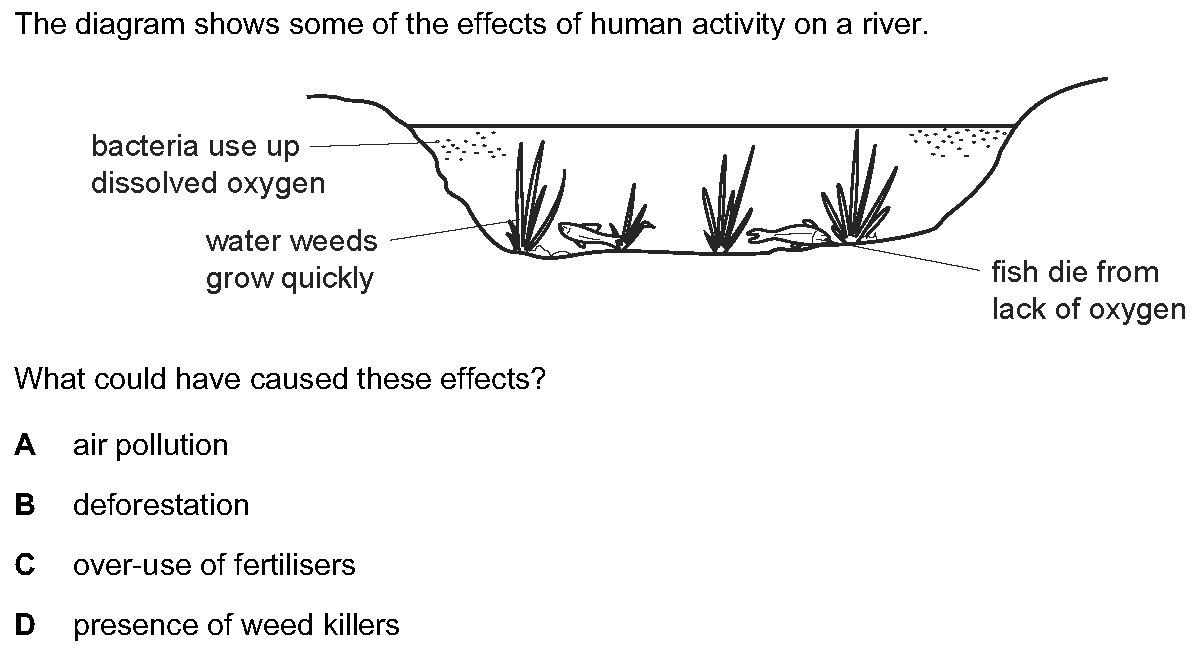 The diagram shows some of the effects of human activity on a river.
bacteria use up
dissolved oxygen
water weeds
grow quickly
fish die from
lack of oxygen
What could have caused these effects?
A air pollution
B deforestation
C over-use of fertilisers
D presence of weed killers